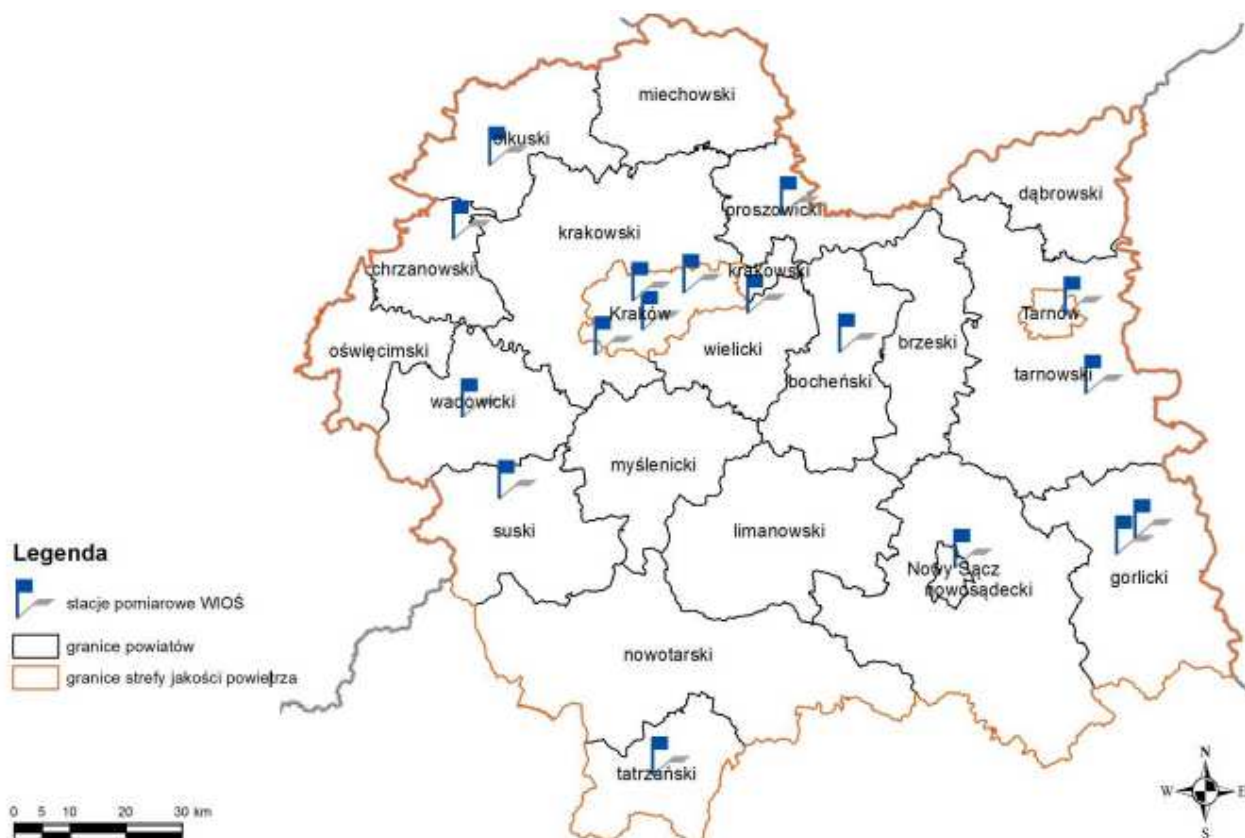 miechowski
olkuski
dąbrowski
proszowicki
krakowski
chrzanowski
krakowski
Kraków
Tarnów
wielicki
brzeski
oświęcimski
tarnowski
bocheński
wadowicki
myślenicki
suski
limanowski
Nowy Sącz
gorlicki
nowosądecki
nowotarski
tatrzański
Legenda
stacje pomiarowe WIOŚ
granice powiatów
granice strefy jakości powietrza
0 5 10 20 30 km
N
W E
S